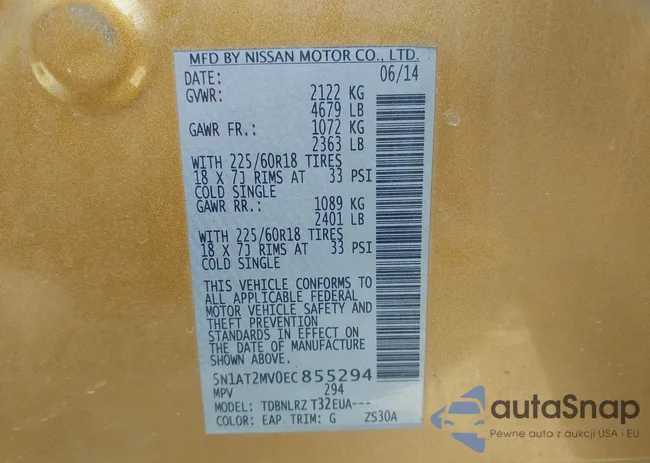 MFD BY NISSAN MOTOR CO., LTD.
DATE: 06/14
GVWR: 2122 KG
4679 LB
GAWR FR.: 1072 KG
2363 LB
WITH 225/60R18 TIRES
18 X 7J RIMS AT 33 PSI
COLD SINGLE
GAWR RR.: 1089 KG
2401 LB
WITH 225/60R18 TIRES
18 X 7J RIMS AT 33 PSI
COLD SINGLE
THIS VEHICLE CONFORMS TO
ALL APPLICABLE FEDERAL
MOTOR VEHICLE SAFETY AND
THEFT PREVENTION
STANDARDS IN EFFECT ON
THE DATE OF MANUFACTURE
SHOWN ABOVE.
5N1AT2MV0EC855294
MPV 294
MODEL: TDBNLRZ T32EUA---
COLOR: EAP TRIM: G ZS30A
autaSnap
Pewne auta z aukcji USA i EU